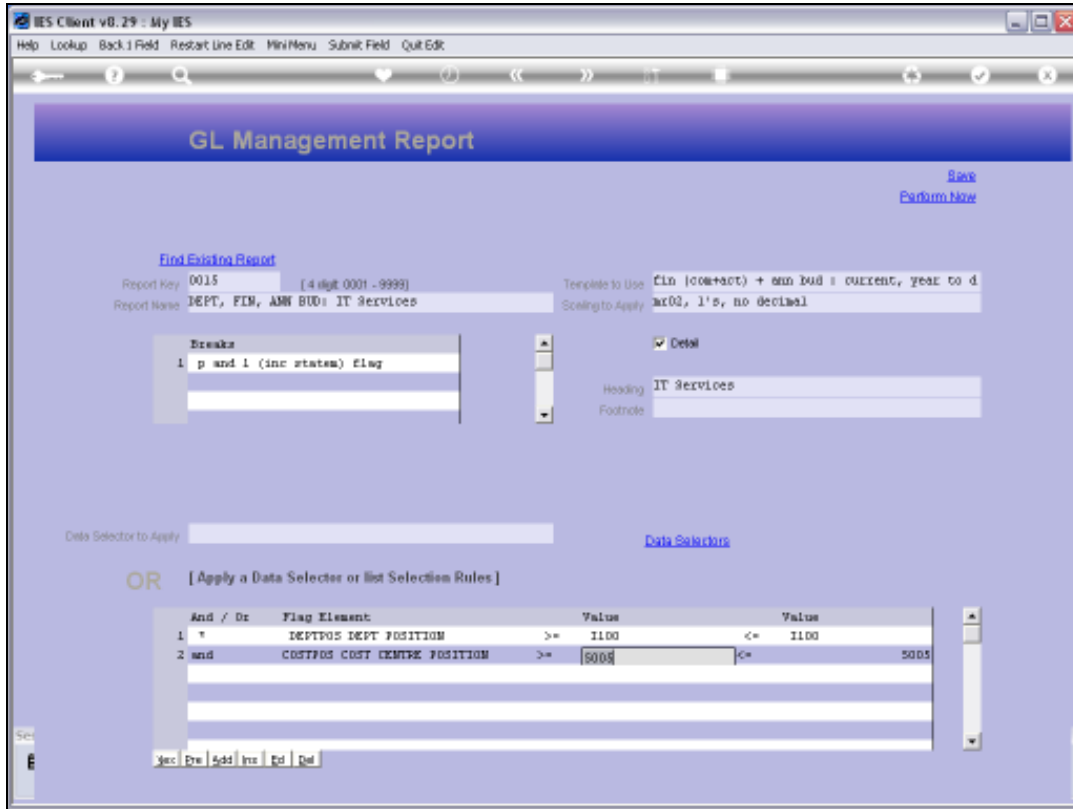 IES Client v8.29 : My IES
Help Lookup Back 1 Field Restart Line Edit MiniMenu Submit Field Quit Edit
GL Management Report
Save
Perform Now
Find Existing Report
Report Key 0015 [ 4 digit: 0001 - 9999]
Template to Use fin (com+act) + ann bud : current, year to d
Report Name DEPT, FIN, ANN BUD: IT Services
Scaling to Apply mr02, 1's, no decimal
Breaks
Detail
1 p and l (inc statem) flag
Heading IT Services
Footnote
Data Selector to Apply
Data Selectors
OR [ Apply a Data Selector or list Selection Rules ]
And / Or Flag Element Value Value
1 * DEPTPOS DEPT POSITION >= I100 <= I100
2 and COSTPOS COST CENTRE POSITION >= 5005 <= 5005
Nex Pre Add Ins Ed Del